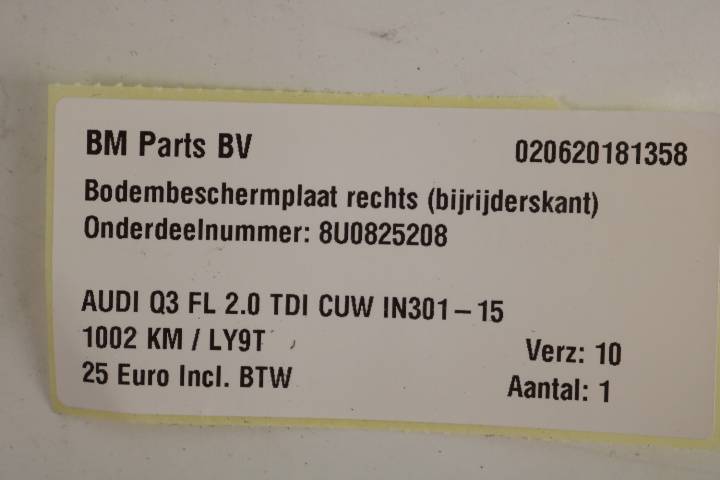 BM Parts BV 020620181358
Bodembeschermplaat rechts (bijrijderskant)
Onderdeelnummer: 8U0825208
AUDI Q3 FL 2.0 TDI CUW IN301-15
1002 KM / LY9T Verz: 10
25 Euro Incl. BTW Aantal: 1